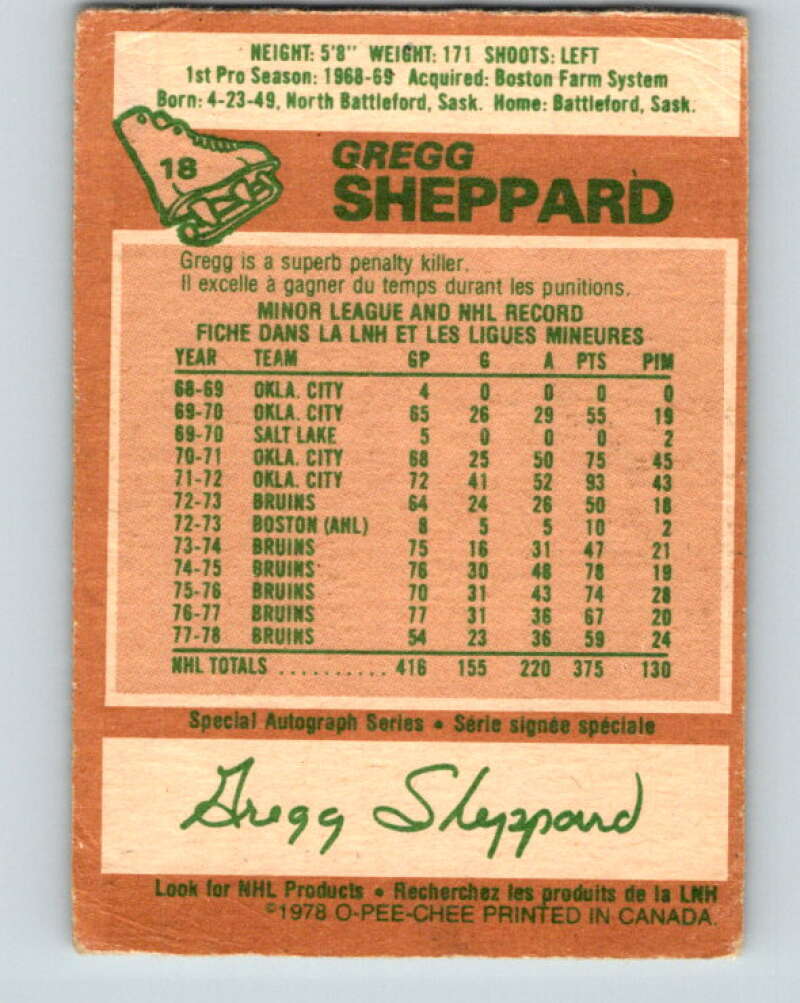 HEIGHT: 5'8" WEIGHT: 171 SHOOTS: LEFT
1st Pro Season: 1968-69 Acquired: Boston Farm System
Born: 4-23-49, North Battleford, Sask. Home: Battleford, Sask.
18
GREGG
SHEPPARD
Gregg is a superb penalty killer.
Il excelle à gagner du temps durant les punitions.
MINOR LEAGUE AND NHL RECORD
FICHE DANS LA LNH ET LES LIGUES MINEURES
YEAR TEAM GP G A PTS PIM
68-69 OKLA. CITY 4 0 0 0 0
69-70 OKLA. CITY 65 26 29 55 19
69-70 SALT LAKE 5 0 0 0 2
70-71 OKLA. CITY 68 25 50 75 45
71-72 OKLA. CITY 72 41 52 93 43
72-73 BRUINS 64 24 26 50 18
72-73 BOSTON (AHL) 8 5 5 10 2
73-74 BRUINS 75 16 31 47 21
74-75 BRUINS 76 30 48 78 19
75-76 BRUINS 70 31 43 74 28
76-77 BRUINS 77 31 36 67 20
77-78 BRUINS 54 23 36 59 24
NHL TOTALS .......... 416 155 220 375 130
Special Autograph Series • Série signée spéciale
Gregg Sheppard
Look for NHL Products • Recherchez les produits de la LNH
©1978 O-PEE-CHEE PRINTED IN CANADA.